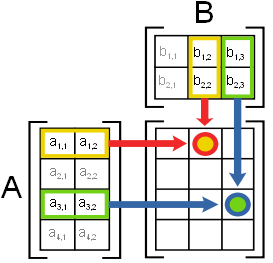 B
b1,1 b1,2 b1,3
b2,1 b2,2 b2,3
A
a1,1 a1,2
a2,1 a2,2
a3,1 a3,2
a4,1 a4,2